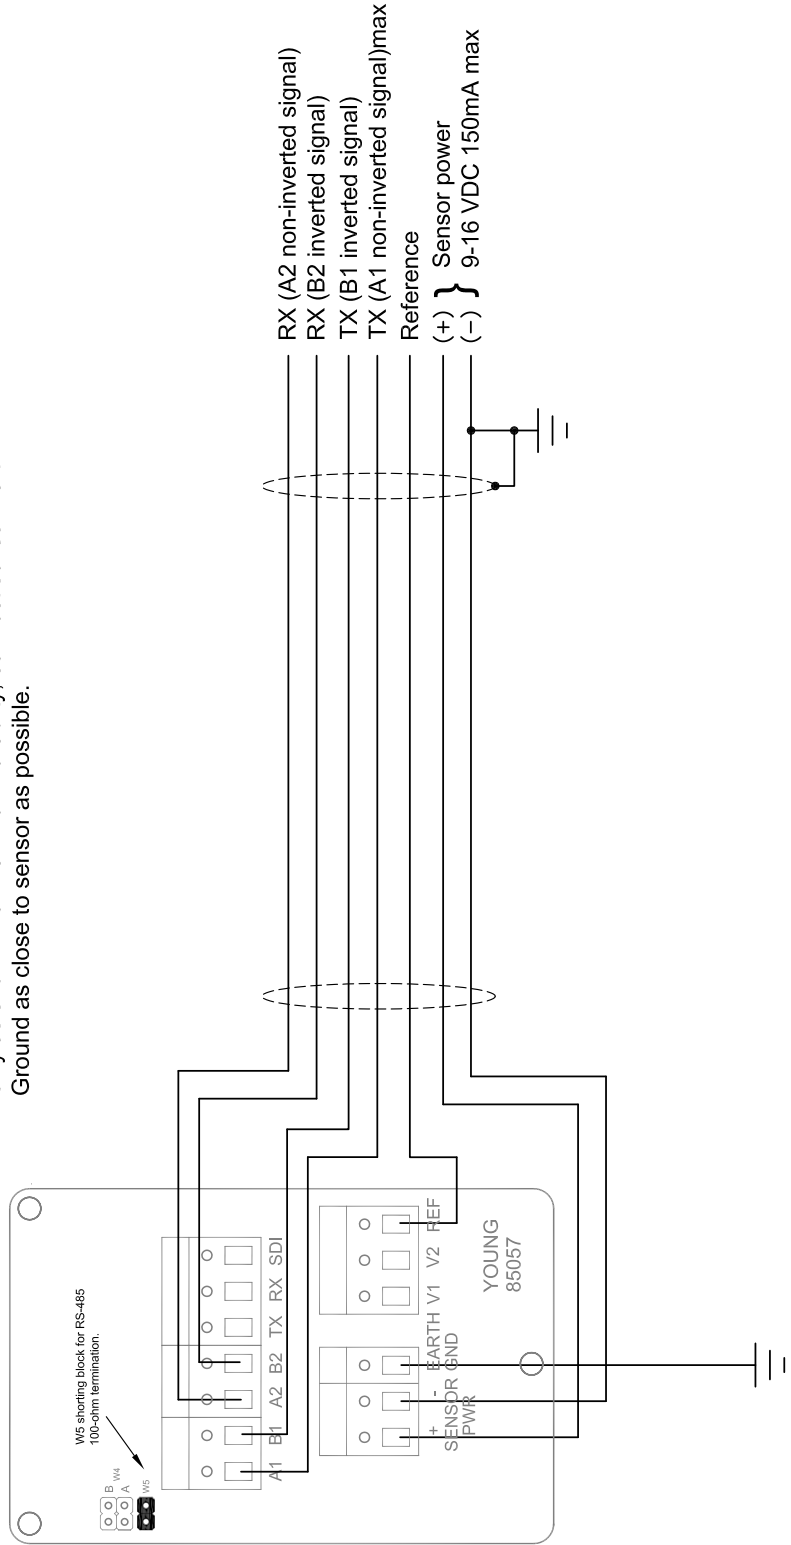 Ground as close to sensor as possible.
RX (A2 non-inverted signal)
RX (B2 inverted signal)
TX (B1 inverted signal)
TX (A1 non-inverted signal)max
Reference
(+) } Sensor power
(−) 9-16 VDC 150mA max
W5 shorting block for RS-485
100-ohm termination.
B
W4
A
W5
A1 B1 A2 B2 TX RX SDI
+ -
SENSOR
PWR
EARTH
GND
V1 V2 REF
YOUNG
85057